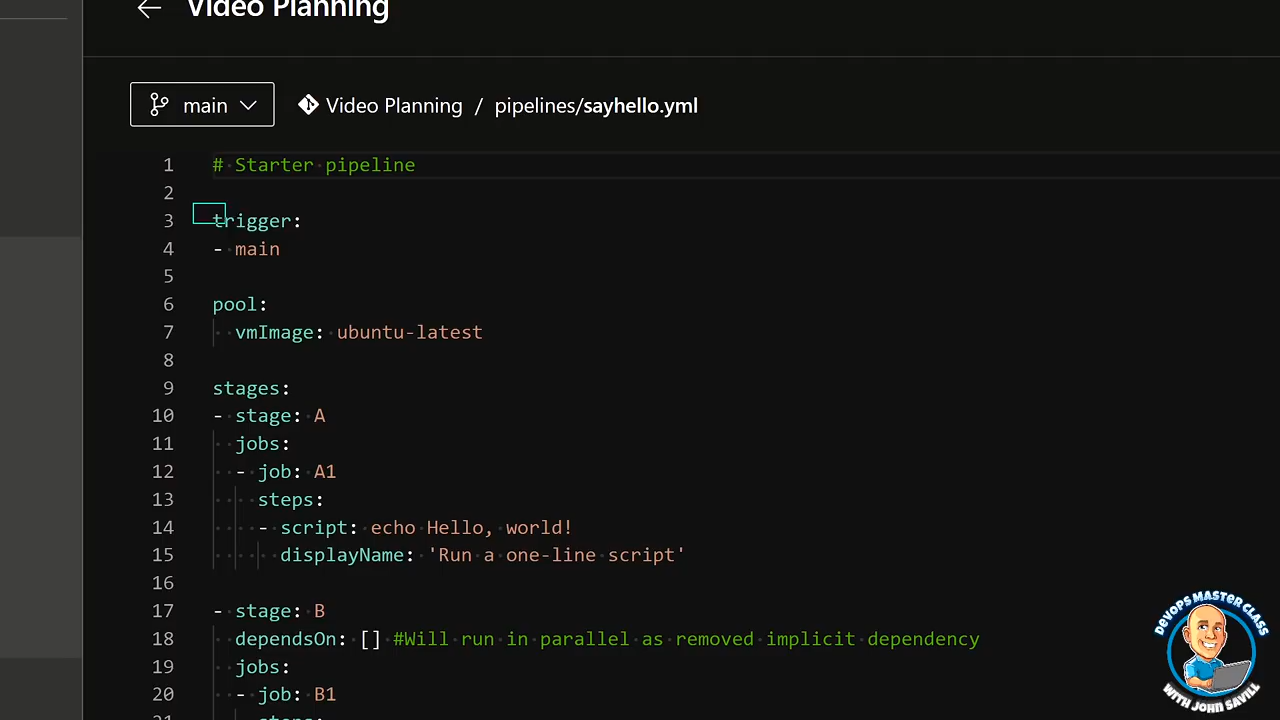 Video Planning
main Video Planning / pipelines/sayhello.yml
1 # Starter pipeline
2
3 trigger:
4 - main
5
6 pool:
7 vmImage: ubuntu-latest
8
9 stages:
10 - stage: A
11 jobs:
12 - job: A1
13 steps:
14 - script: echo Hello, world!
15 displayName: 'Run a one-line script'
16
17 - stage: B
18 dependsOn: [] #Will run in parallel as removed implicit dependency
19 jobs:
20 - job: B1
21 steps:
DEVOPS MASTER CLASS
WITH JOHN SAVILL